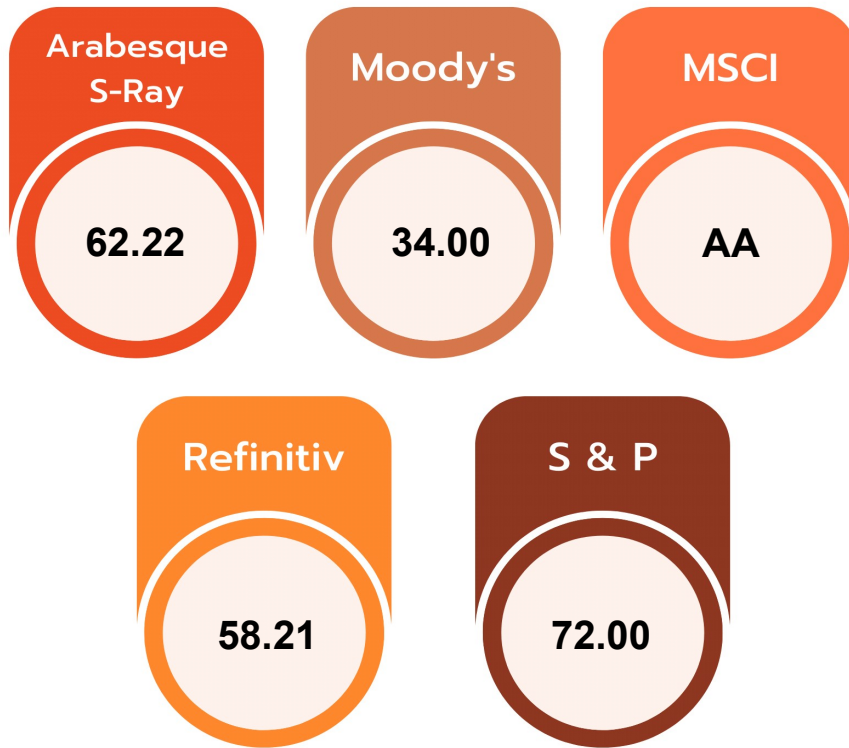 Arabesque
S-Ray
62.22
Moody's
34.00
MSCI
AA
Refinitiv
58.21
S & P
72.00